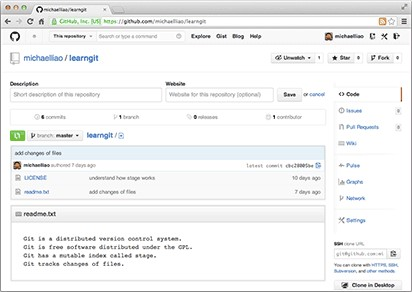 michaelliao/learngit
GitHub, Inc. [US] https://github.com/michaelliao/learngit
This repository
Explore Gist Blog Help
michaelliao
michaelliao / learngit
Unwatch 1 Star 0 Fork 0
Description
Website
Short description of this repository
Website for this repository (optional)
Save or cancel
6 commits
1 branch
0 releases
1 contributor
branch: master
learngit /
add changes of files
michaelliao authored 7 days ago
latest commit
LICENSE understand how stage works 10 days ago
readme.txt add changes of files 7 days ago
readme.txt
Git is a distributed version control system.
Git is free software distributed under the GPL.
Git has a mutable index called stage.
Git tracks changes of files.
Code
Issues 0
Pull Requests 0
Wiki
Pulse
Graphs
Network
Settings
SSH clone URL
You can clone with HTTPS, SSH,
Subversion, and other methods.
Clone in Desktop